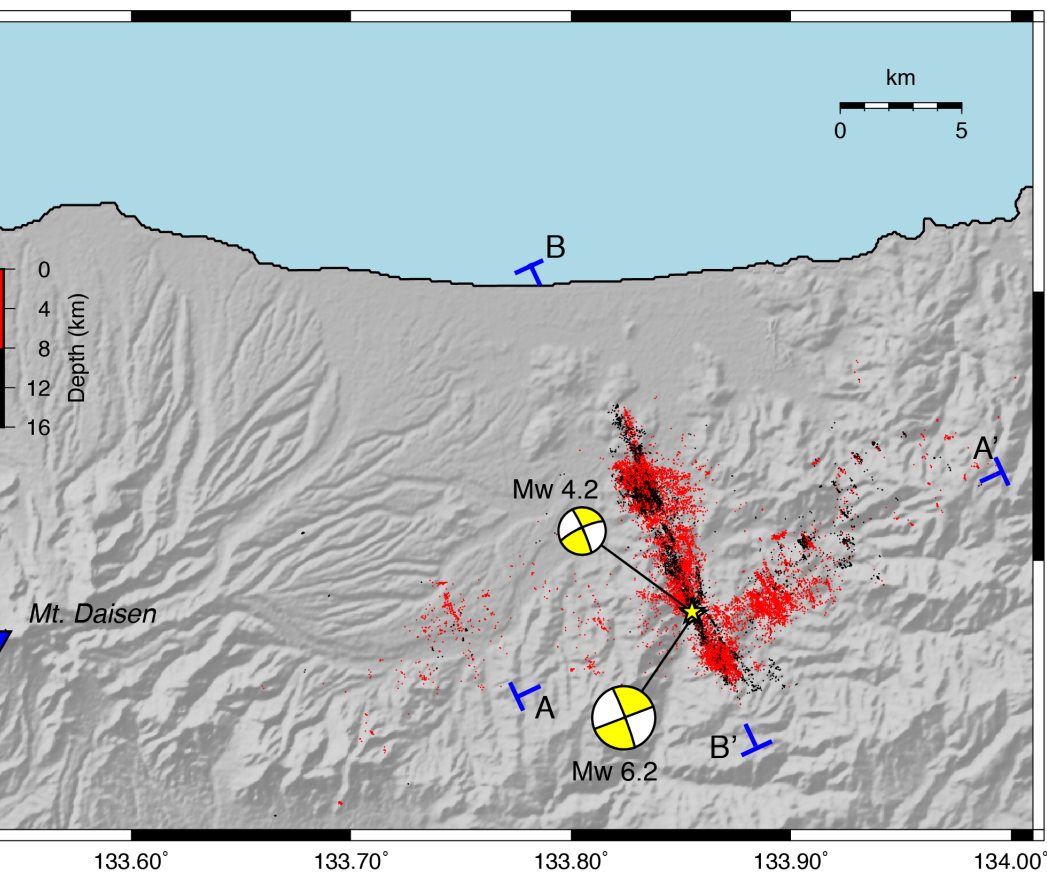 km
0 5
B
0
4
8
12
16
Depth (km)
A’
Mw 4.2
Mt. Daisen
A
B’
Mw 6.2
133.60°
133.70°
133.80°
133.90°
134.00°